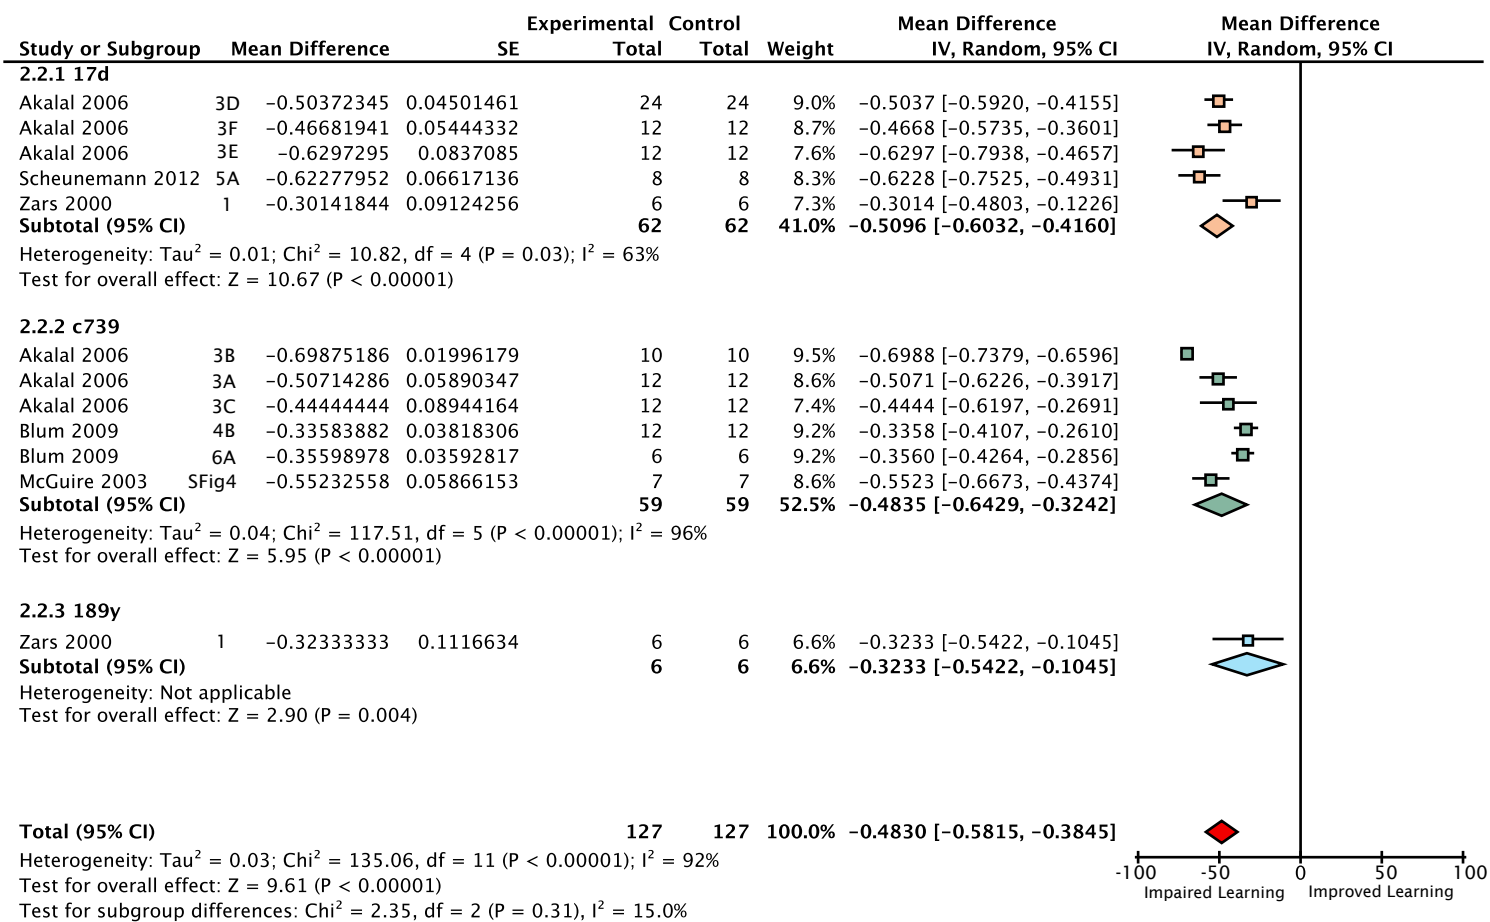 Experimental Control Mean Difference Mean Difference
Study or Subgroup Mean Difference SE Total Total Weight IV, Random, 95% CI IV, Random, 95% CI
2.2.1 17d
Akalal 2006 3D −0.50372345 0.04501461 24 24 9.0% −0.5037 [−0.5920, −0.4155]
Akalal 2006 3F −0.46681941 0.05444332 12 12 8.7% −0.4668 [−0.5735, −0.3601]
Akalal 2006 3E −0.6297295 0.0837085 12 12 7.6% −0.6297 [−0.7938, −0.4657]
Scheunemann 2012 5A −0.62277952 0.06617136 8 8 8.3% −0.6228 [−0.7525, −0.4931]
Zars 2000 1 −0.30141844 0.09124256 6 6 7.3% −0.3014 [−0.4803, −0.1226]
Subtotal (95% CI) 62 62 41.0% −0.5096 [−0.6032, −0.4160]
Heterogeneity: Tau² = 0.01; Chi² = 10.82, df = 4 (P = 0.03); I² = 63%
Test for overall effect: Z = 10.67 (P < 0.00001)
2.2.2 c739
Akalal 2006 3B −0.69875186 0.01996179 10 10 9.5% −0.6988 [−0.7379, −0.6596]
Akalal 2006 3A −0.50714286 0.05890347 12 12 8.6% −0.5071 [−0.6226, −0.3917]
Akalal 2006 3C −0.44444444 0.08944164 12 12 7.4% −0.4444 [−0.6197, −0.2691]
Blum 2009 4B −0.33583882 0.03818306 12 12 9.2% −0.3358 [−0.4107, −0.2610]
Blum 2009 6A −0.35598978 0.03592817 6 6 9.2% −0.3560 [−0.4264, −0.2856]
McGuire 2003 SFig4 −0.55232558 0.05866153 7 7 8.6% −0.5523 [−0.6673, −0.4374]
Subtotal (95% CI) 59 59 52.5% −0.4835 [−0.6429, −0.3242]
Heterogeneity: Tau² = 0.04; Chi² = 117.51, df = 5 (P < 0.00001); I² = 96%
Test for overall effect: Z = 5.95 (P < 0.00001)
2.2.3 189y
Zars 2000 1 −0.32333333 0.1116634 6 6 6.6% −0.3233 [−0.5422, −0.1045]
Subtotal (95% CI) 6 6 6.6% −0.3233 [−0.5422, −0.1045]
Heterogeneity: Not applicable
Test for overall effect: Z = 2.90 (P = 0.004)
Total (95% CI) 127 127 100.0% −0.4830 [−0.5815, −0.3845]
Heterogeneity: Tau² = 0.03; Chi² = 135.06, df = 11 (P < 0.00001); I² = 92%
Test for overall effect: Z = 9.61 (P < 0.00001)
Test for subgroup differences: Chi² = 2.35, df = 2 (P = 0.31), I² = 15.0%
-100 -50 0 50 100
Impaired Learning Improved Learning